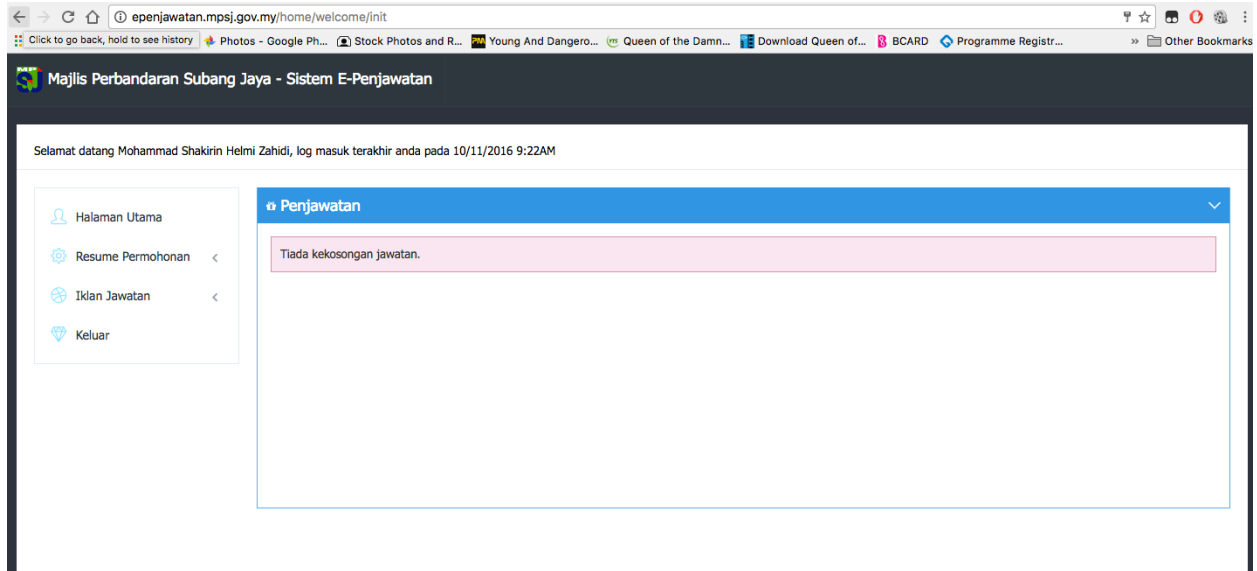 epenjawatan.mpsj.gov.my/home/welcome/init
Click to go back, hold to see history Photos - Google Ph... Stock Photos and R... Young And Dangero... Queen of the Damn... Download Queen of... BCARD Programme Registr... » Other Bookmarks
Majlis Perbandaran Subang Jaya - Sistem E-Penjawatan
Selamat datang Mohammad Shakirin Helmi Zahidi, log masuk terakhir anda pada 10/11/2016 9:22AM
Halaman Utama
Resume Permohonan
Iklan Jawatan
Keluar
Penjawatan
Tiada kekosongan jawatan.